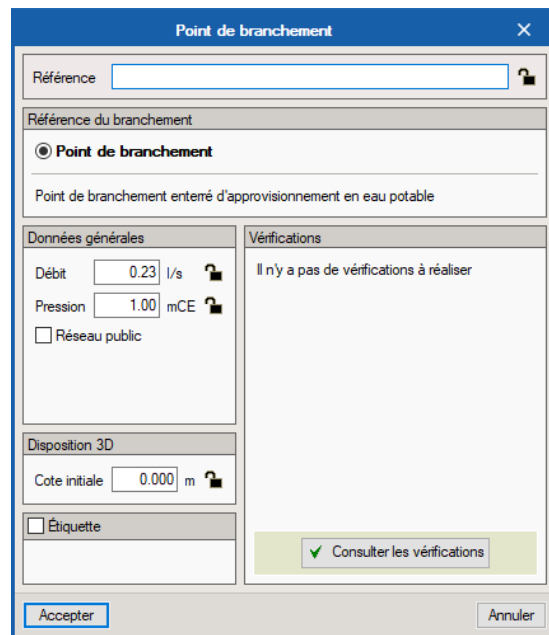 Point de branchement
Référence
Référence du branchement
Point de branchement
Point de branchement enterré d'approvisionnement en eau potable
Données générales
Débit 0.23 l/s
Pression 1.00 mCE
Réseau public
Vérifications
Il n'y a pas de vérifications à réaliser
Disposition 3D
Cote initiale 0.000 m
Étiquette
Consulter les vérifications
Accepter
Annuler